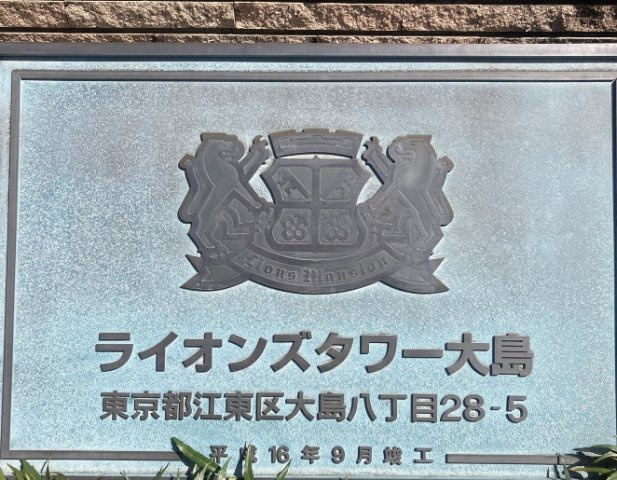 Lions Mansion
ライオンズタワー大島
東京都江東区大島八丁目28-5
平成16年9月竣工